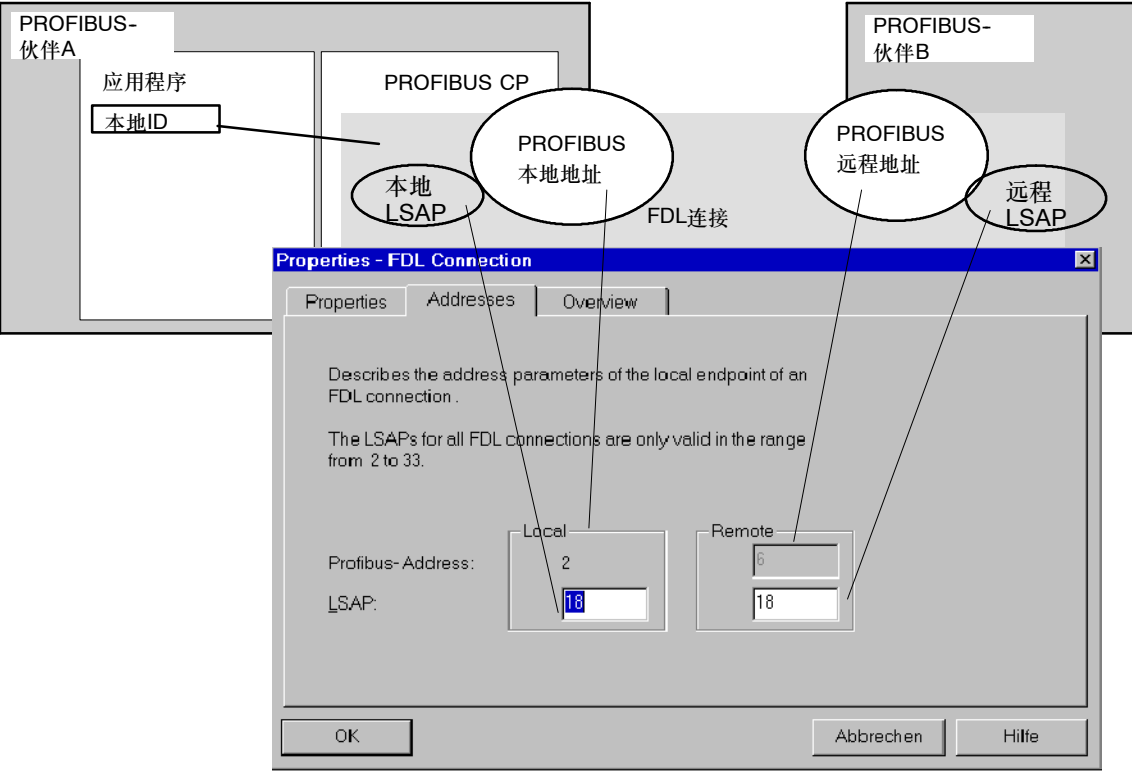 PROFIBUS-
伙伴A
应用程序
本地ID
PROFIBUS CP
PROFIBUS
本地地址
本地
LSAP
FDL连接
PROFIBUS-
伙伴B
PROFIBUS
远程地址
远程
LSAP
Properties - FDL Connection
Properties
Addresses
Overview
Describes the address parameters of the local endpoint of an
FDL connection .
The LSAPs for all FDL connections are only valid in the range
from 2 to 33.
Local
Remote
Profibus-Address:
2
6
LSAP:
18
18
OK
Abbrechen
Hilfe